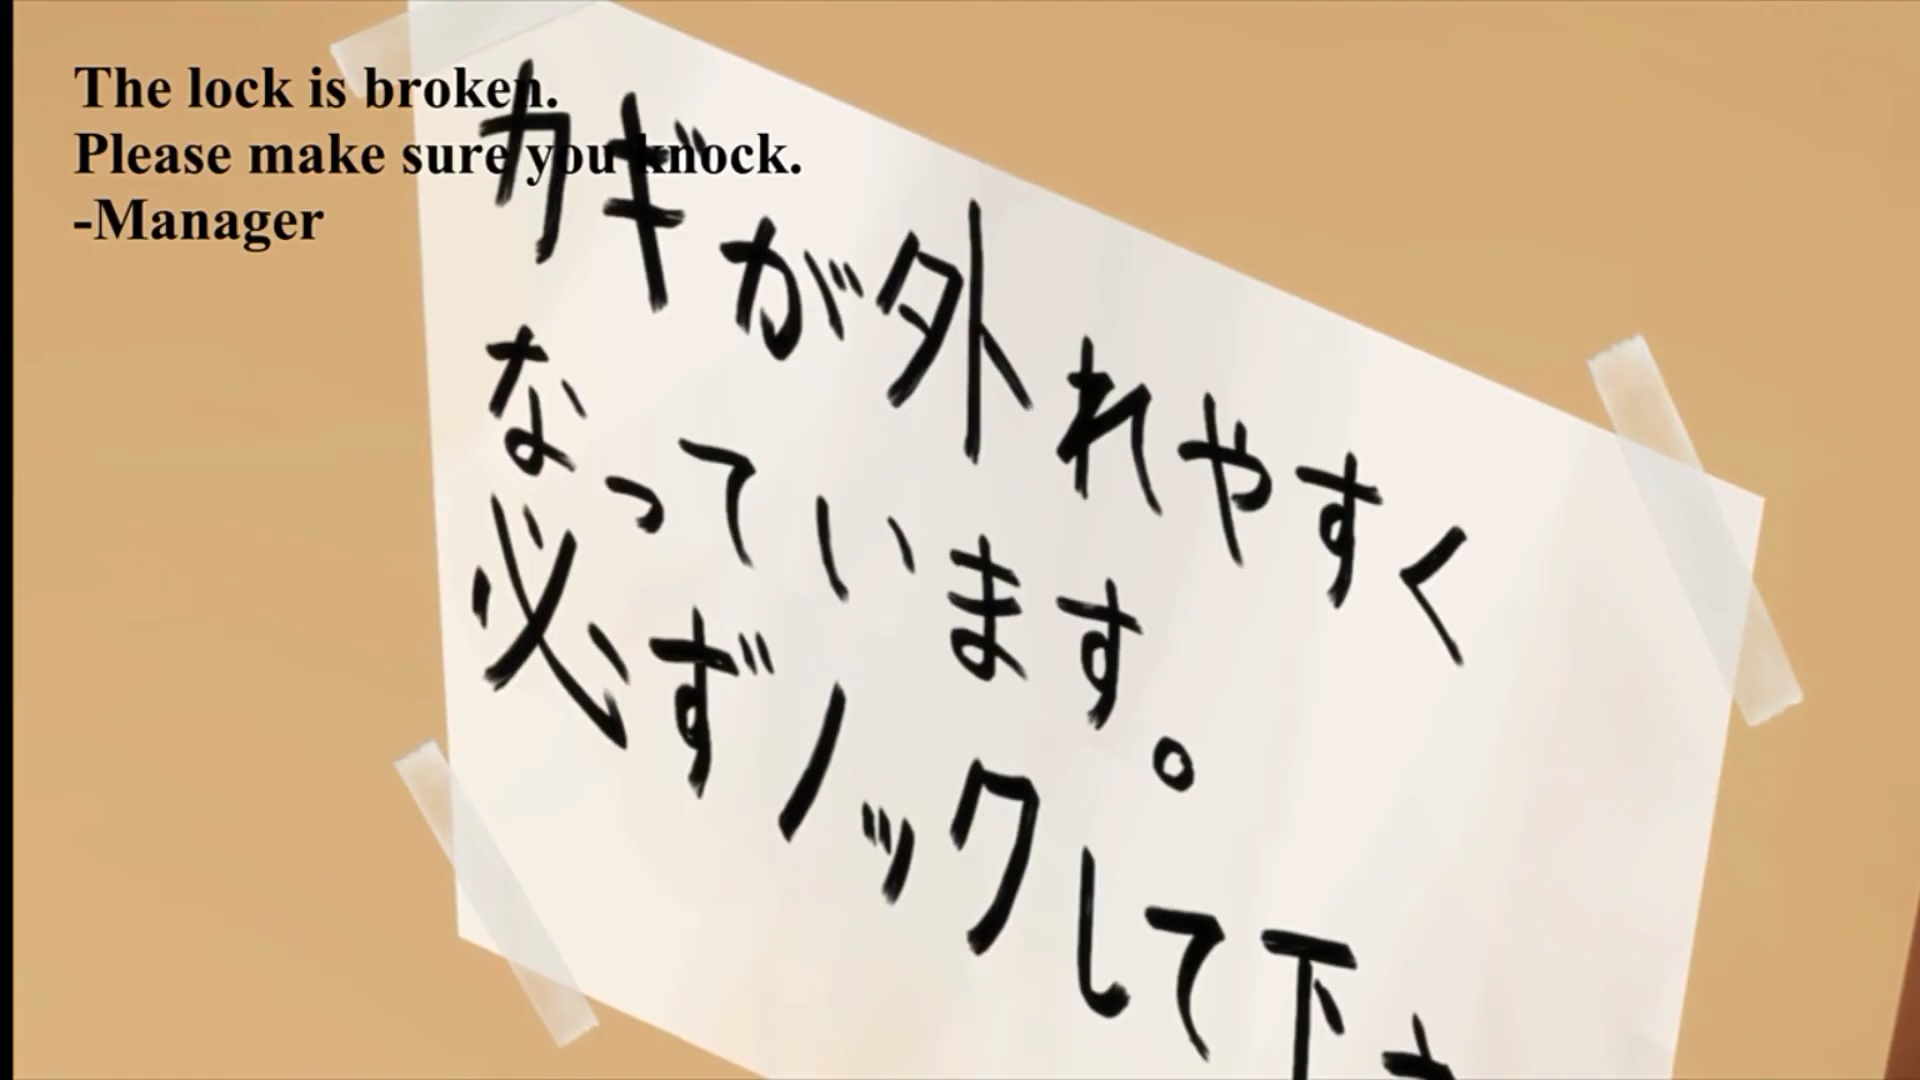 The lock is broken.
Please make sure you knock.
-Manager
カギが外れやすく
なっています。
必ずノックして下さ